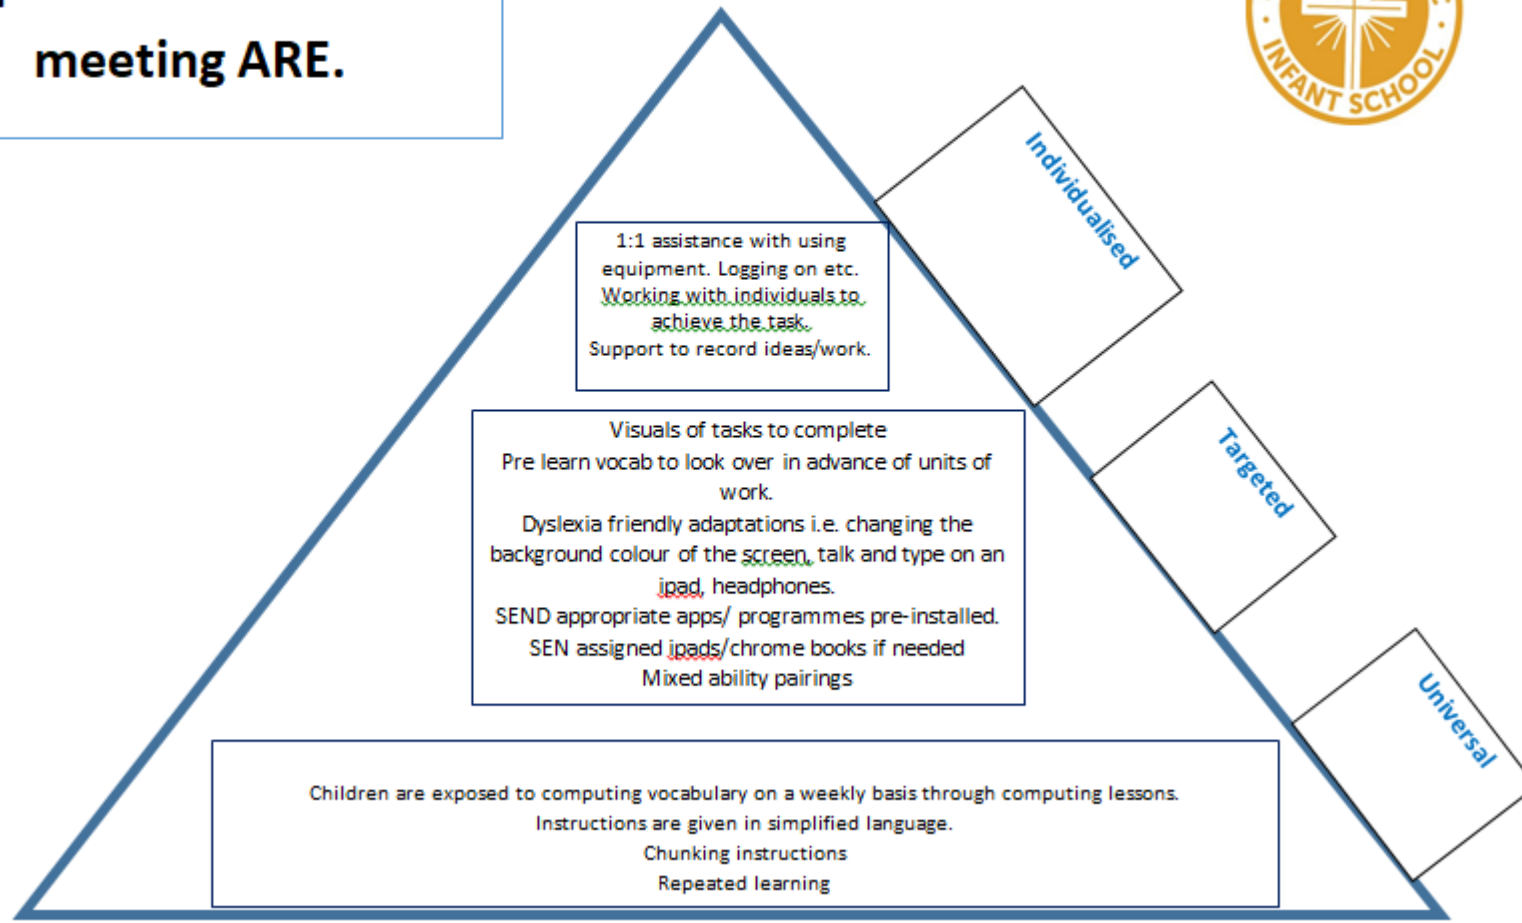 meeting ARE.
INFANT SCHOOL
Individualised
1:1 assistance with using
equipment. Logging on etc.
Working with individuals to
achieve the task.
Support to record ideas/work.
Targeted
Visuals of tasks to complete
Pre learn vocab to look over in advance of units of
work.
Dyslexia friendly adaptations i.e. changing the
background colour of the screen, talk and type on an
ipad, headphones.
SEND appropriate apps/ programmes pre-installed.
SEN assigned ipads/chrome books if needed
Mixed ability pairings
Universal
Children are exposed to computing vocabulary on a weekly basis through computing lessons.
Instructions are given in simplified language.
Chunking instructions
Repeated learning